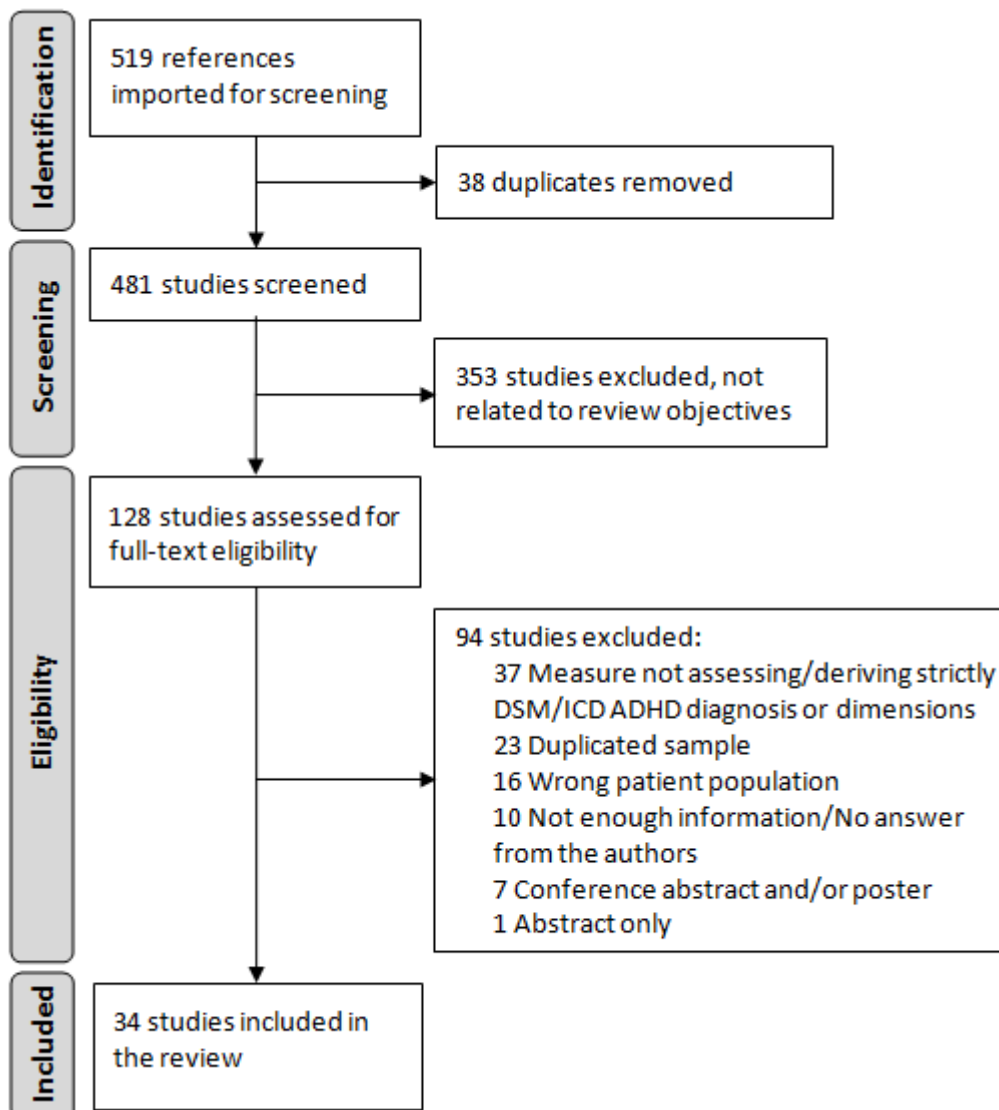 Identification
519 references
imported for screening
38 duplicates removed
Screening
481 studies screened
353 studies excluded, not
related to review objectives
Eligibility
128 studies assessed for
full-text eligibility
94 studies excluded:
37 Measure not assessing/deriving strictly
DSM/ICD ADHD diagnosis or dimensions
23 Duplicated sample
16 Wrong patient population
10 Not enough information/No answer
from the authors
7 Conference abstract and/or poster
1 Abstract only
Included
34 studies included in
the review